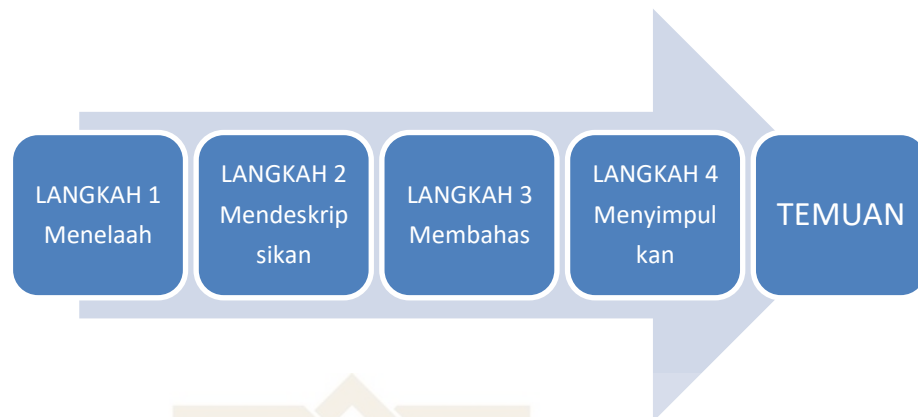 LANGKAH 1
Menelaah
LANGKAH 2
Mendeskrip
sikan
LANGKAH 3
Membahas
LANGKAH 4
Menyimpul
kan
TEMUAN